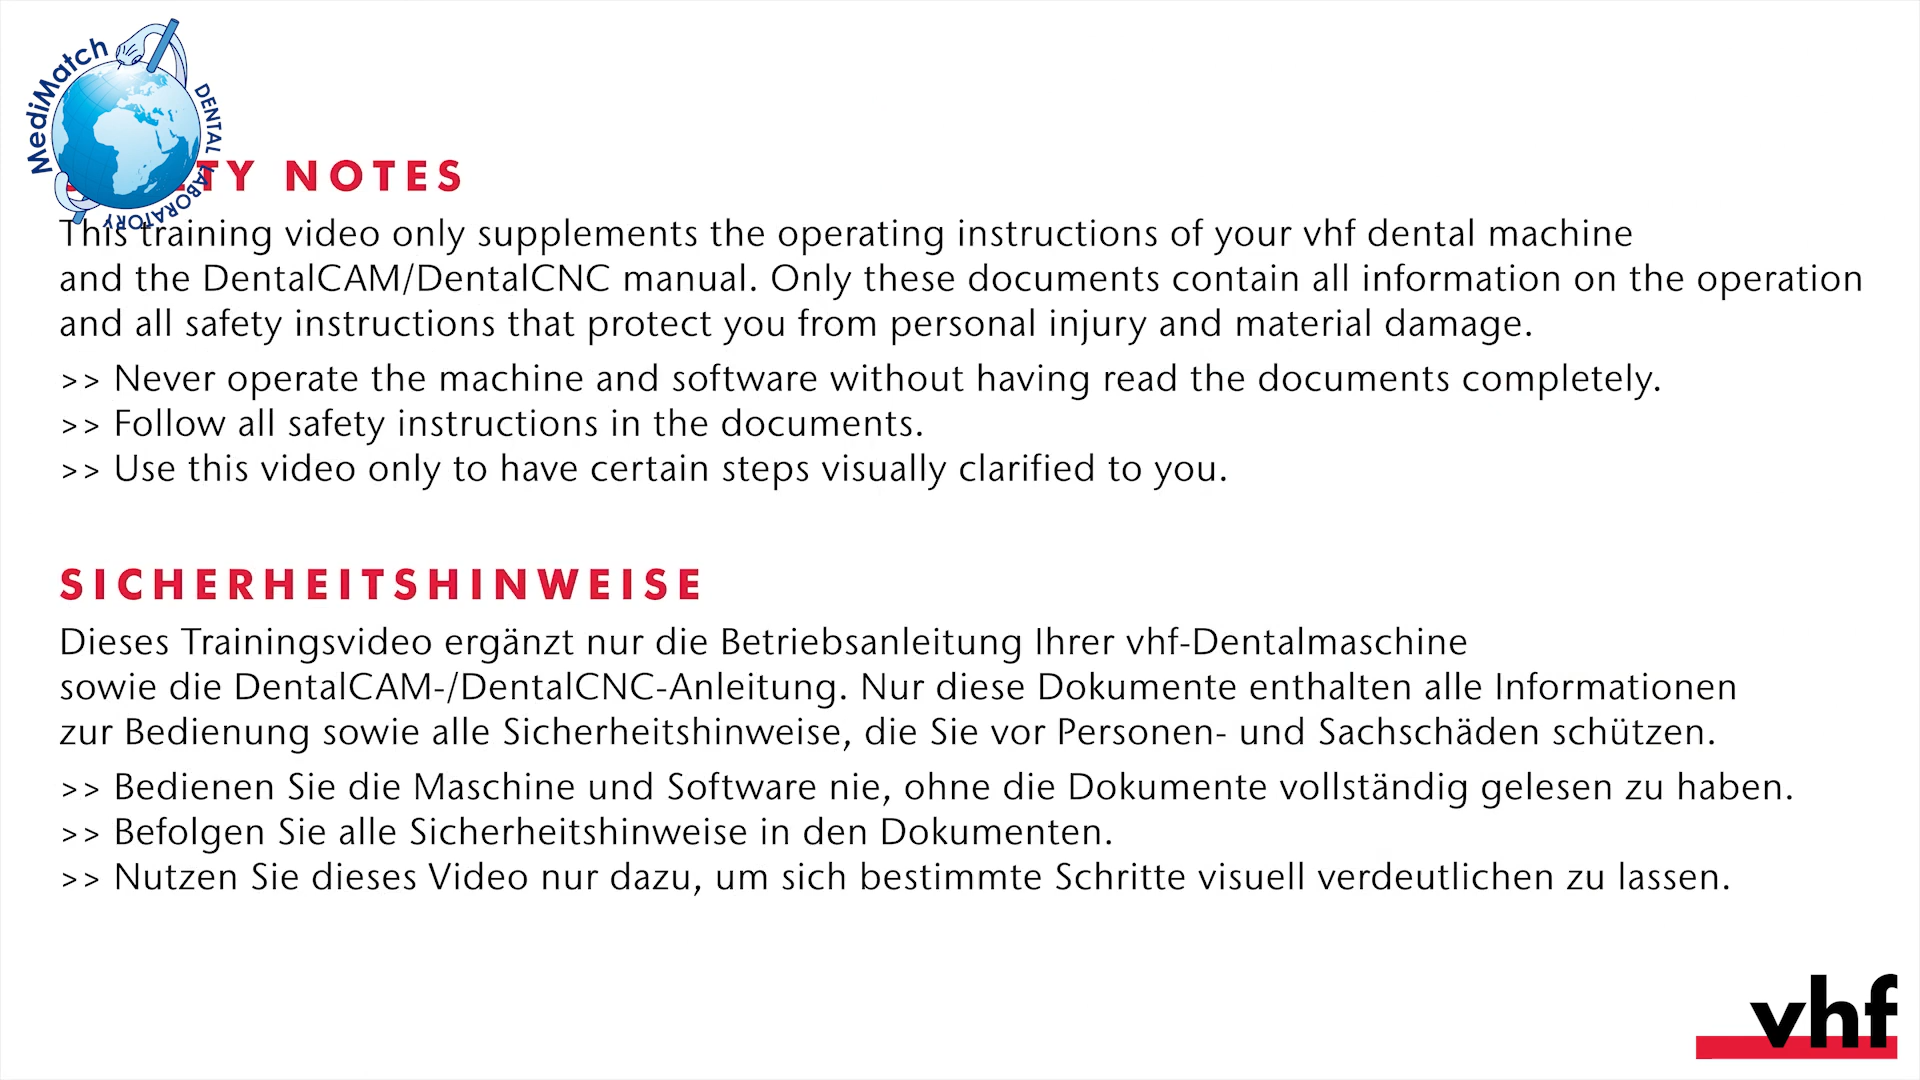 MediMatch
DENTAL LABORATORY
TY NOTES
This training video only supplements the operating instructions of your vhf dental machine
and the DentalCAM/DentalCNC manual. Only these documents contain all information on the operation
and all safety instructions that protect you from personal injury and material damage.
>> Never operate the machine and software without having read the documents completely.
>> Follow all safety instructions in the documents.
>> Use this video only to have certain steps visually clarified to you.
SICHERHEITSHINWEISE
Dieses Trainingsvideo ergänzt nur die Betriebsanleitung Ihrer vhf-Dentalmaschine
sowie die DentalCAM-/DentalCNC-Anleitung. Nur diese Dokumente enthalten alle Informationen
zur Bedienung sowie alle Sicherheitshinweise, die Sie vor Personen- und Sachschäden schützen.
>> Bedienen Sie die Maschine und Software nie, ohne die Dokumente vollständig gelesen zu haben.
>> Befolgen Sie alle Sicherheitshinweise in den Dokumenten.
>> Nutzen Sie dieses Video nur dazu, um sich bestimmte Schritte visuell verdeutlichen zu lassen.
vhf